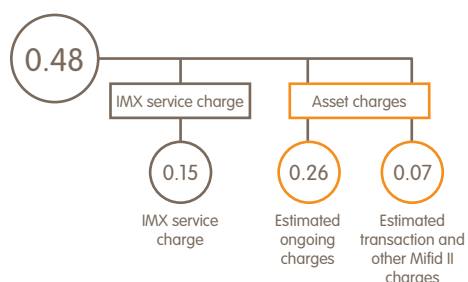 0.48
IMX service charge
Asset charges
0.15
0.26
0.07
IMX service
charge
Estimated
ongoing
charges
Estimated
transaction and
other Mifid II
charges